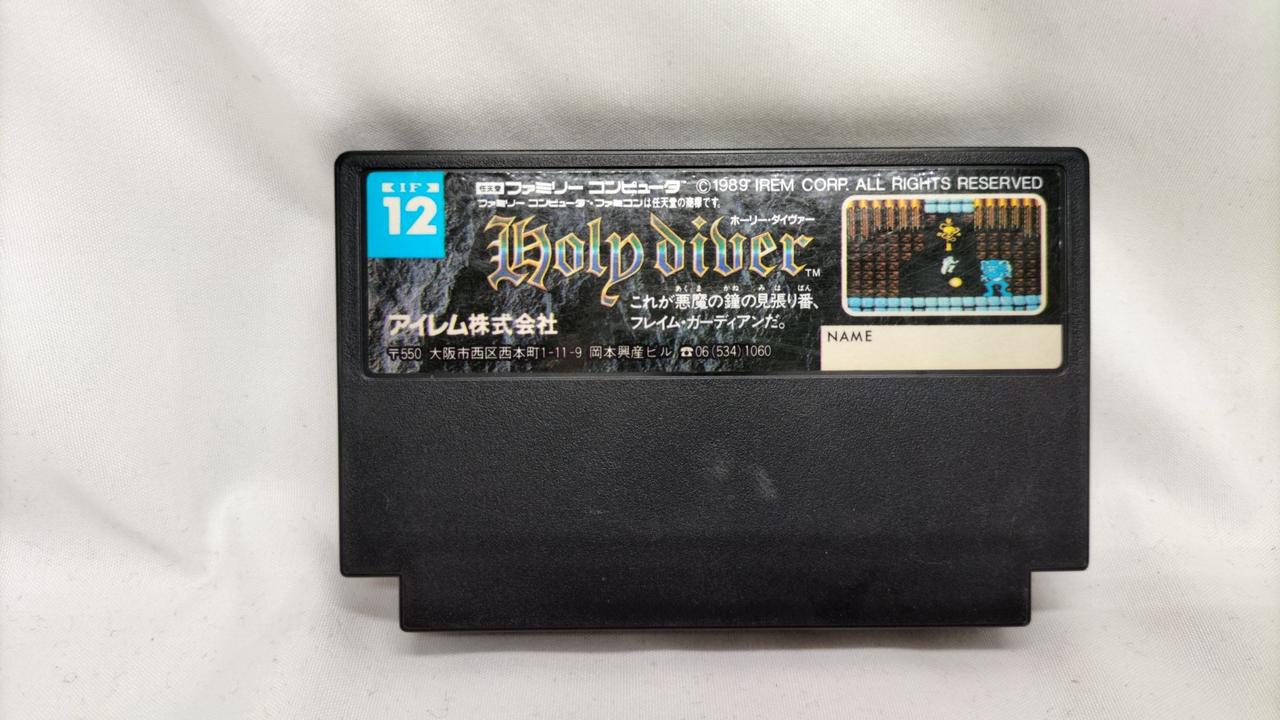 IF
12
任天堂 ファミリー コンピュータ™ ©1989 IREM CORP. ALL RIGHTS RESERVED
ファミリー コンピュータ・ファミコンは任天堂の商標です。
ホーリー・ダイヴァー
Holy diver™
あくま かね みは ばん
これが悪魔の鐘の見張り番、
フレイム・ガーディアンだ。
アイレム株式会社
〒550 大阪市西区西本町1-11-9 岡本興産ビル ☎06(534)1060
NAME